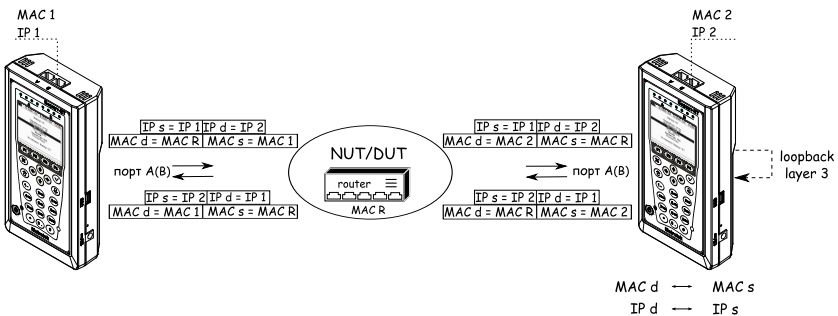 MAC 1
IP 1
MAC 2
IP 2
IP s = IP 1 IP d = IP 2
MAC d = MAC R MAC s = MAC 1
порт A(B)
IP s = IP 2 IP d = IP 1
MAC d = MAC 1 MAC s = MAC R
NUT/DUT
router
MAC R
IP s = IP 1 IP d = IP 2
MAC d = MAC 2 MAC s = MAC R
порт A(B)
IP s = IP 2 IP d = IP 1
MAC d = MAC R MAC s = MAC 2
loopback
layer 3
MAC d ↔ MAC s
IP d ↔ IP s